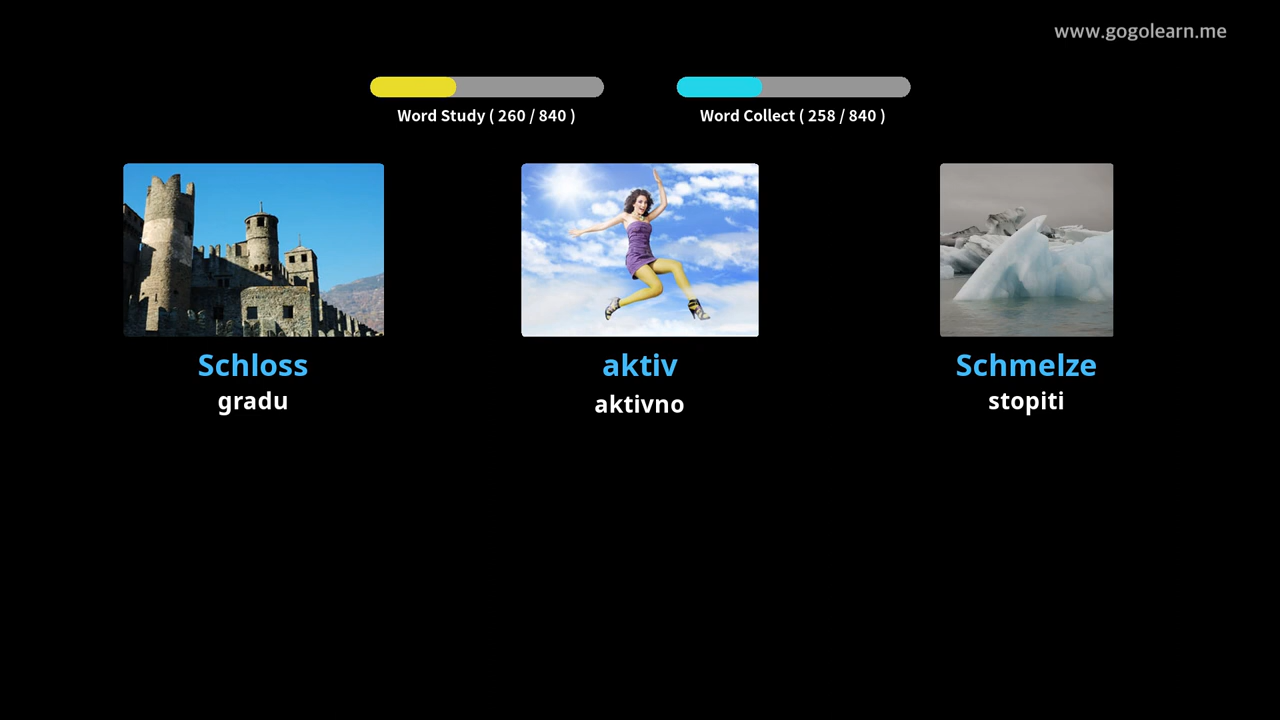 www.gogolearn.me
Word Study ( 260 / 840 )
Word Collect ( 258 / 840 )
Schloss
gradu
aktiv
aktivno
Schmelze
stopiti